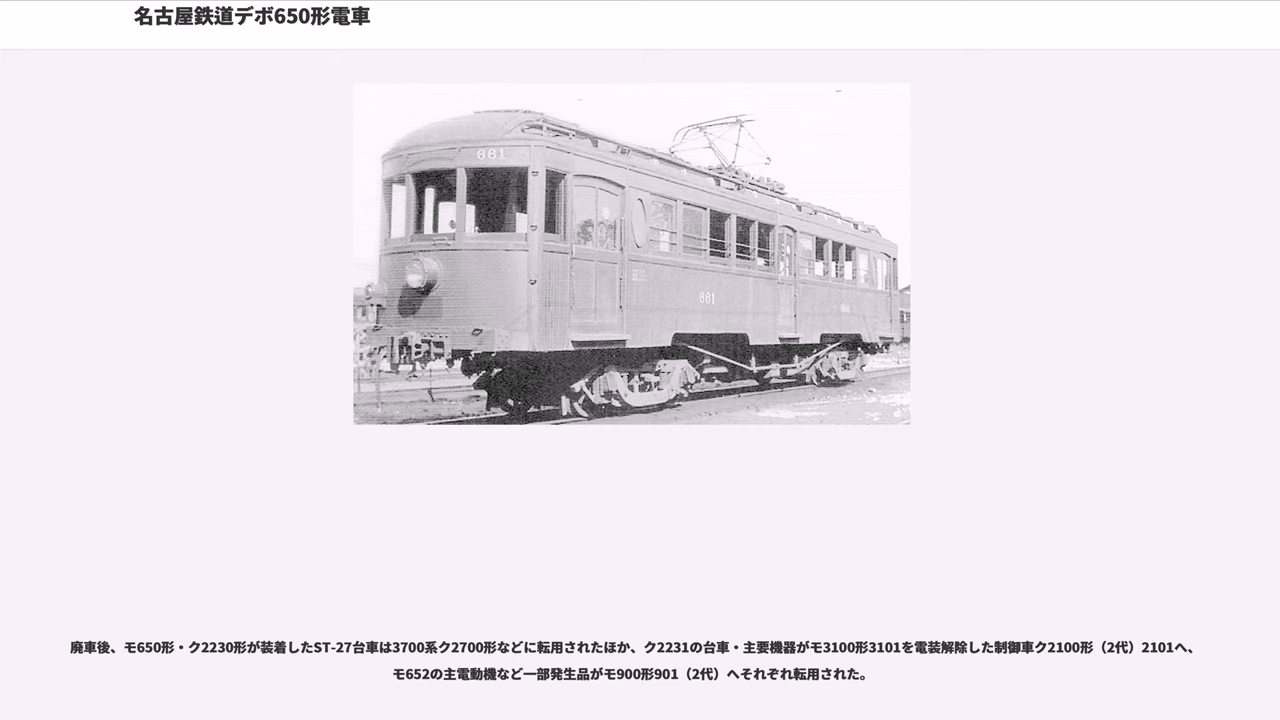 名古屋鉄道デボ650形電車
661
661
廃車後、モ650形・ク2230形が装着したST-27台車は3700系ク2700形などに転用されたほか、ク2231の台車・主要機器がモ3100形3101を電装解除した制御車ク2100形（2代）2101へ、
モ652の主電動機など一部発生品がモ900形901（2代）へそれぞれ転用された。